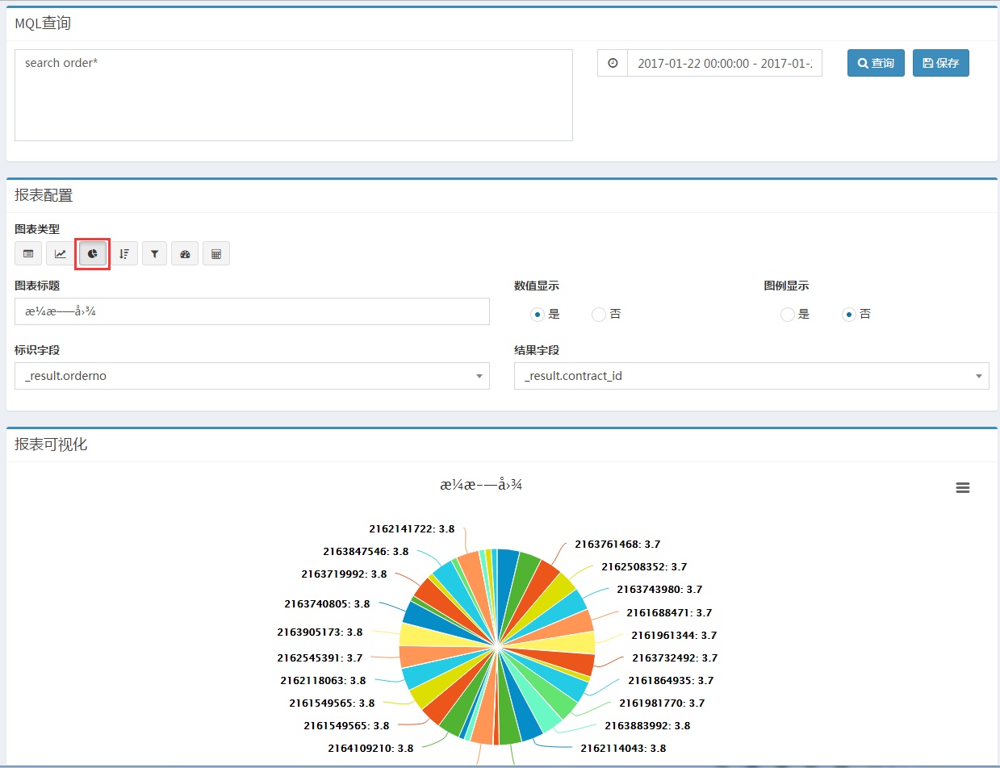 MQL查询
search order*
2017-01-22 00:00:00 - 2017-01-
查询
保存
报表配置
图表类型
图表标题
数值显示
图例显示
æ¼æ–—å›¾
是
否
是
否
标识字段
结果字段
_result.orderno
_result.contract_id
报表可视化
æ¼æ–—å›¾
2162141722: 3.8
2163761468: 3.7
2163847546: 3.8
2162508352: 3.7
2163719992: 3.8
2163743980: 3.7
2163740805: 3.8
2161688471: 3.7
2163905173: 3.8
2161961344: 3.7
2162545391: 3.7
2163732492: 3.7
2162118063: 3.8
2161864935: 3.7
2161549565: 3.8
2161981770: 3.7
2161549565: 3.8
2163883992: 3.8
2164109210: 3.8
2162114043: 3.8